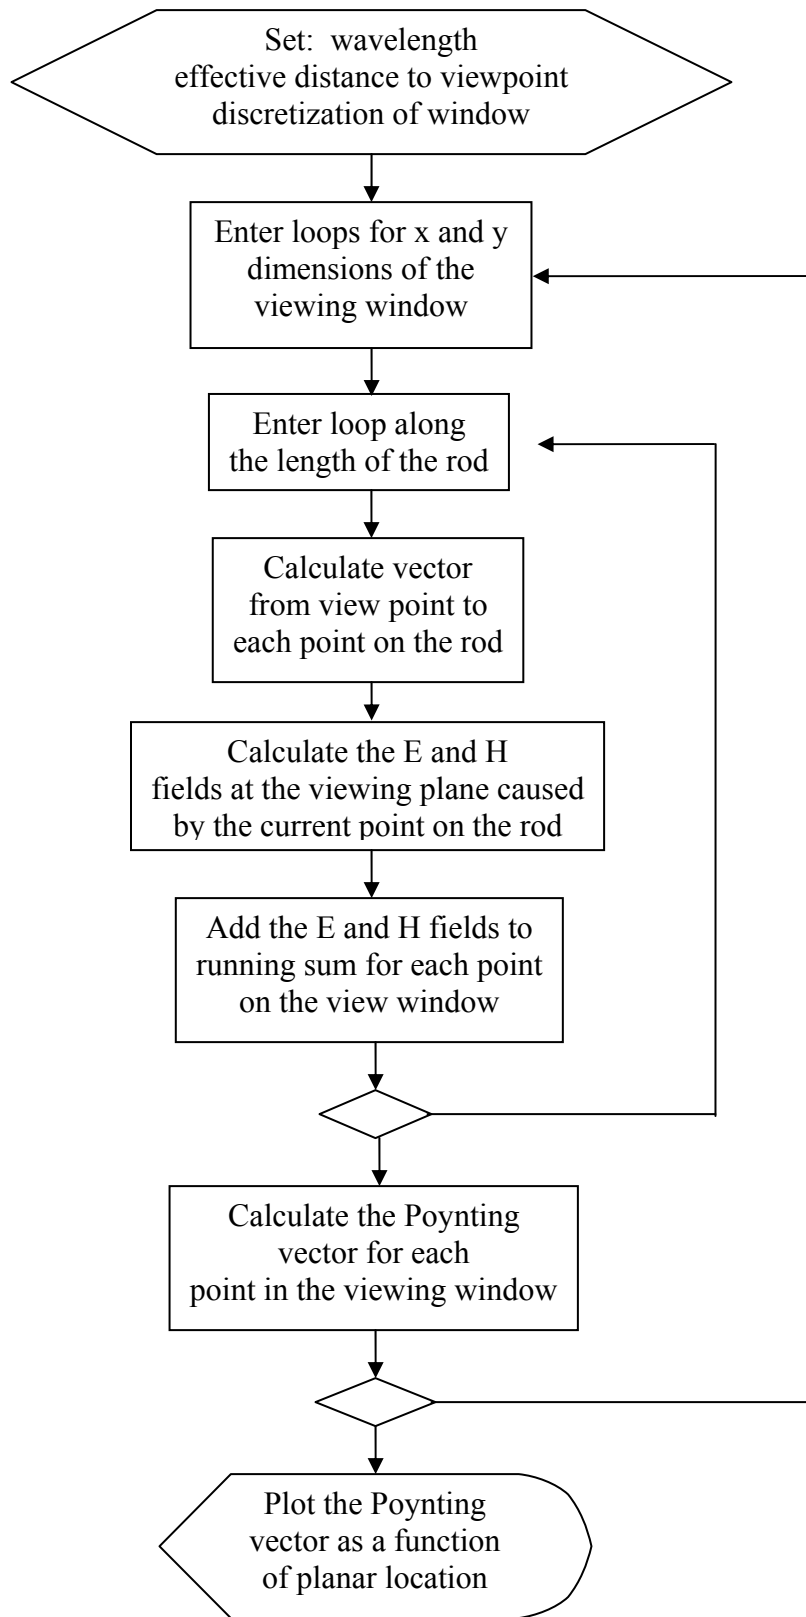 Set:  wavelength
effective distance to viewpoint
discretization of window
Enter loops for x and y
dimensions of the
viewing window
Enter loop along
the length of the rod
Calculate vector
from view point to
each point on the rod
Calculate the E and H
fields at the viewing plane caused
by the current point on the rod
Add the E and H fields to
running sum for each point
on the view window
Calculate the Poynting
vector for each
point in the viewing window
Plot the Poynting
vector as a function
of planar location